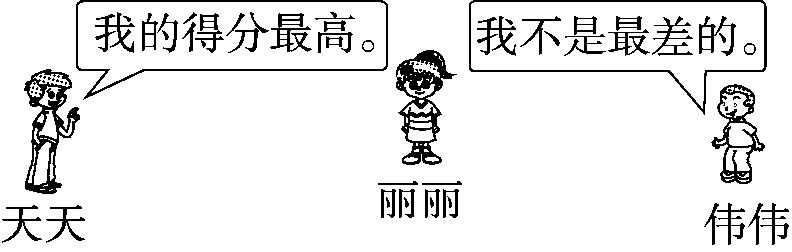 我的得分最高。
我不是最差的。
天天
丽丽
伟伟